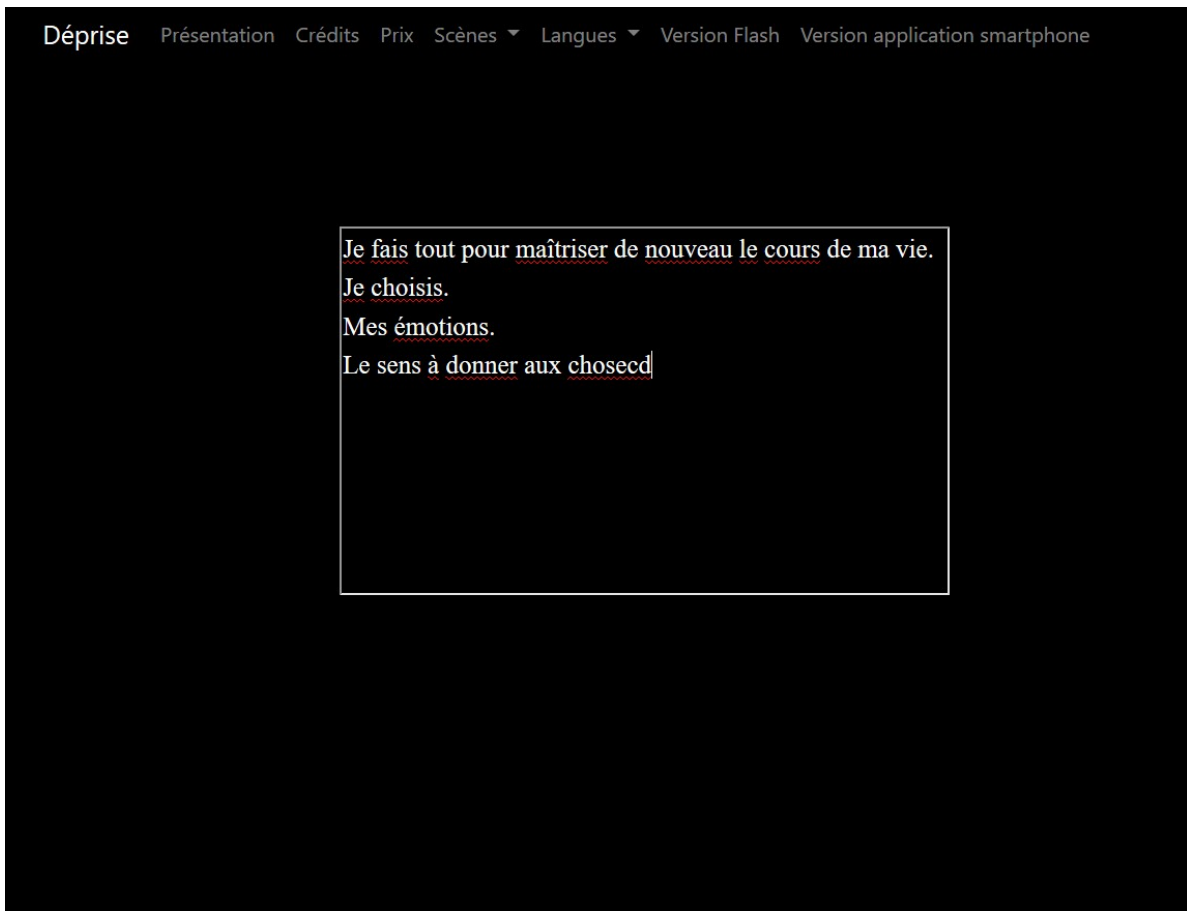 Déprise Présentation Crédits Prix Scènes Langues Version Flash Version application smartphone
Je fais tout pour maîtriser de nouveau le cours de ma vie.
Je choisis.
Mes émotions.
Le sens à donner aux chosecd